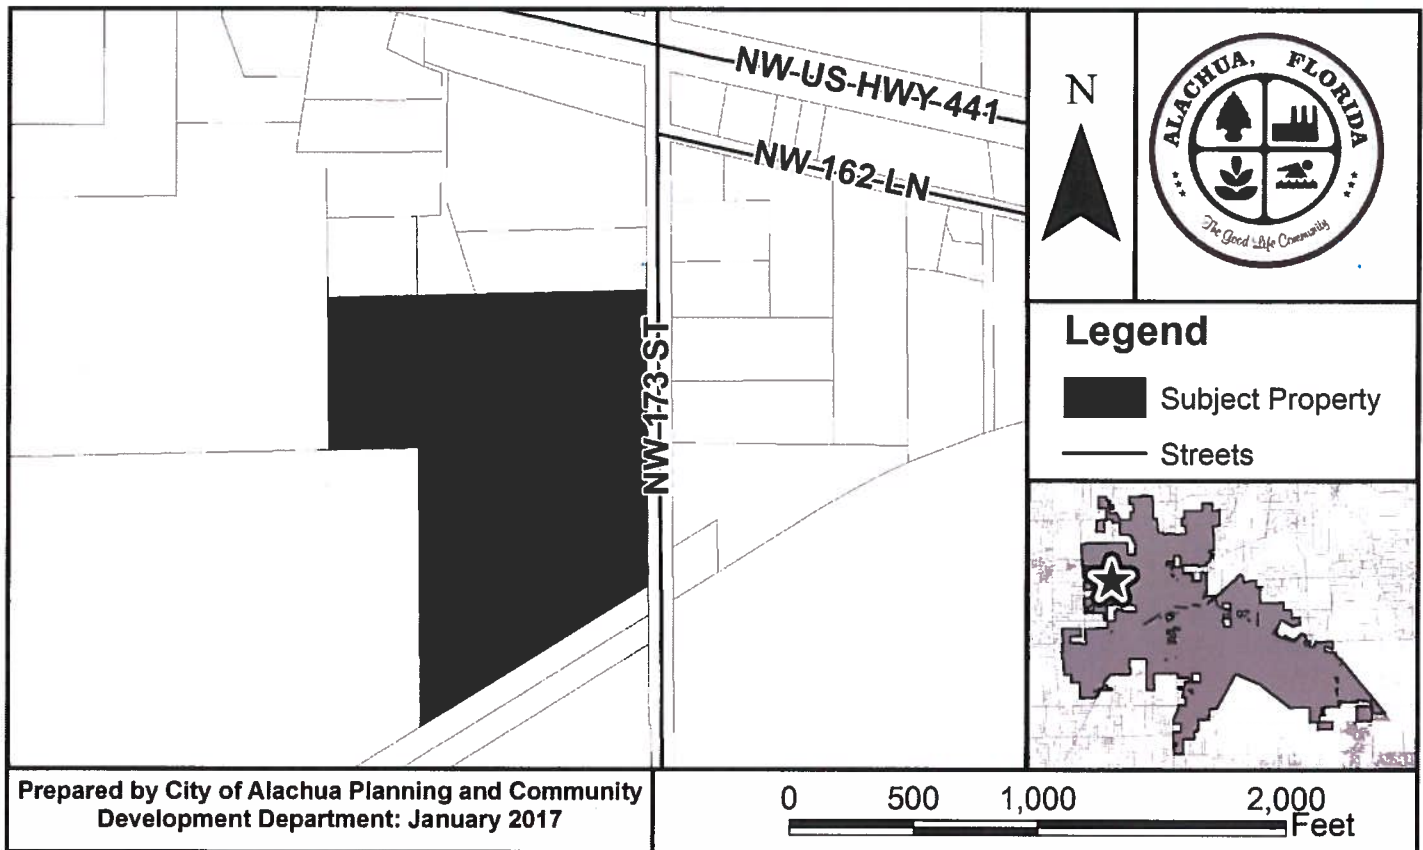 NW-US-HWY-441
NW-162-LN
NW-173-ST
N
ALACHUA, FLORIDA
The Good Life Community
Legend
Subject Property
Streets
Prepared by City of Alachua Planning and Community
Development Department: January 2017
0 500 1,000 2,000
Feet